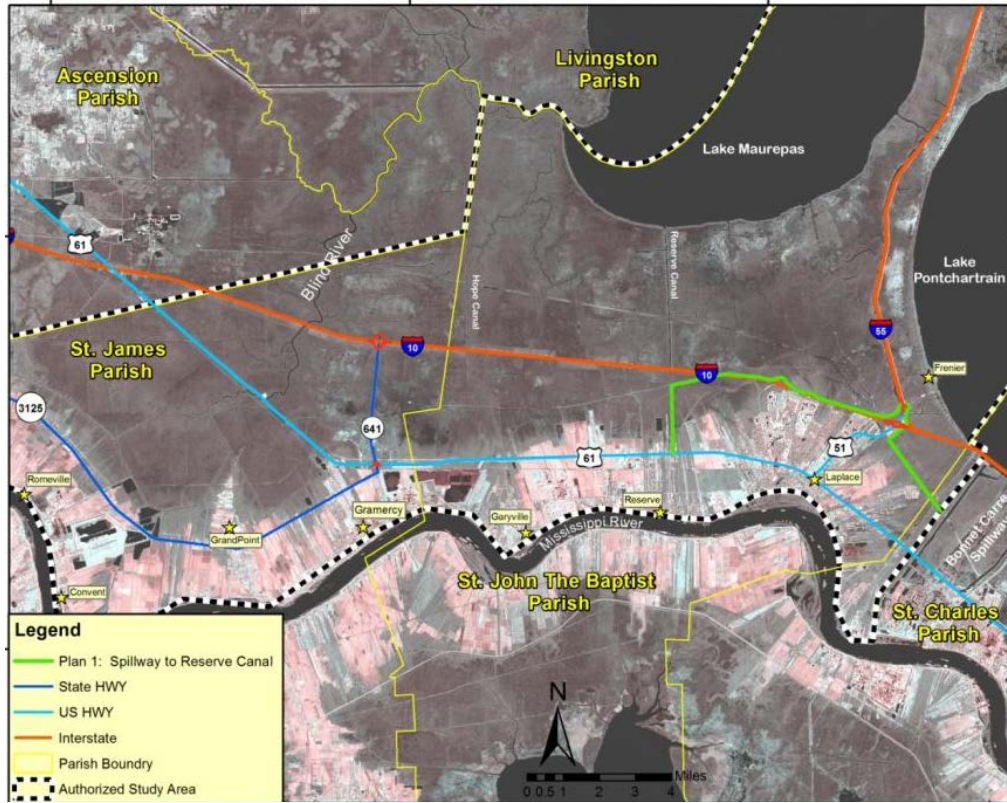 Ascension
Parish
Livingston
Parish
Lake Maurepas
61
Blind River
Hope Canal
Reserve Canal
Lake
Pontchartrain
St. James
Parish
10
10
55
Frenier
3125
641
61
51
Romeville
Laplace
Gramercy
Reserve
GrandPoint
Garyville
Mississippi River
Convent
St. John The Baptist
Parish
St. Charles
Parish
Spillway
Legend
Plan 1: Spillway to Reserve Canal
State HWY
US HWY
Interstate
Parish Boundry
Authorized Study Area
N
Miles
0 0.5 1 2 3 4